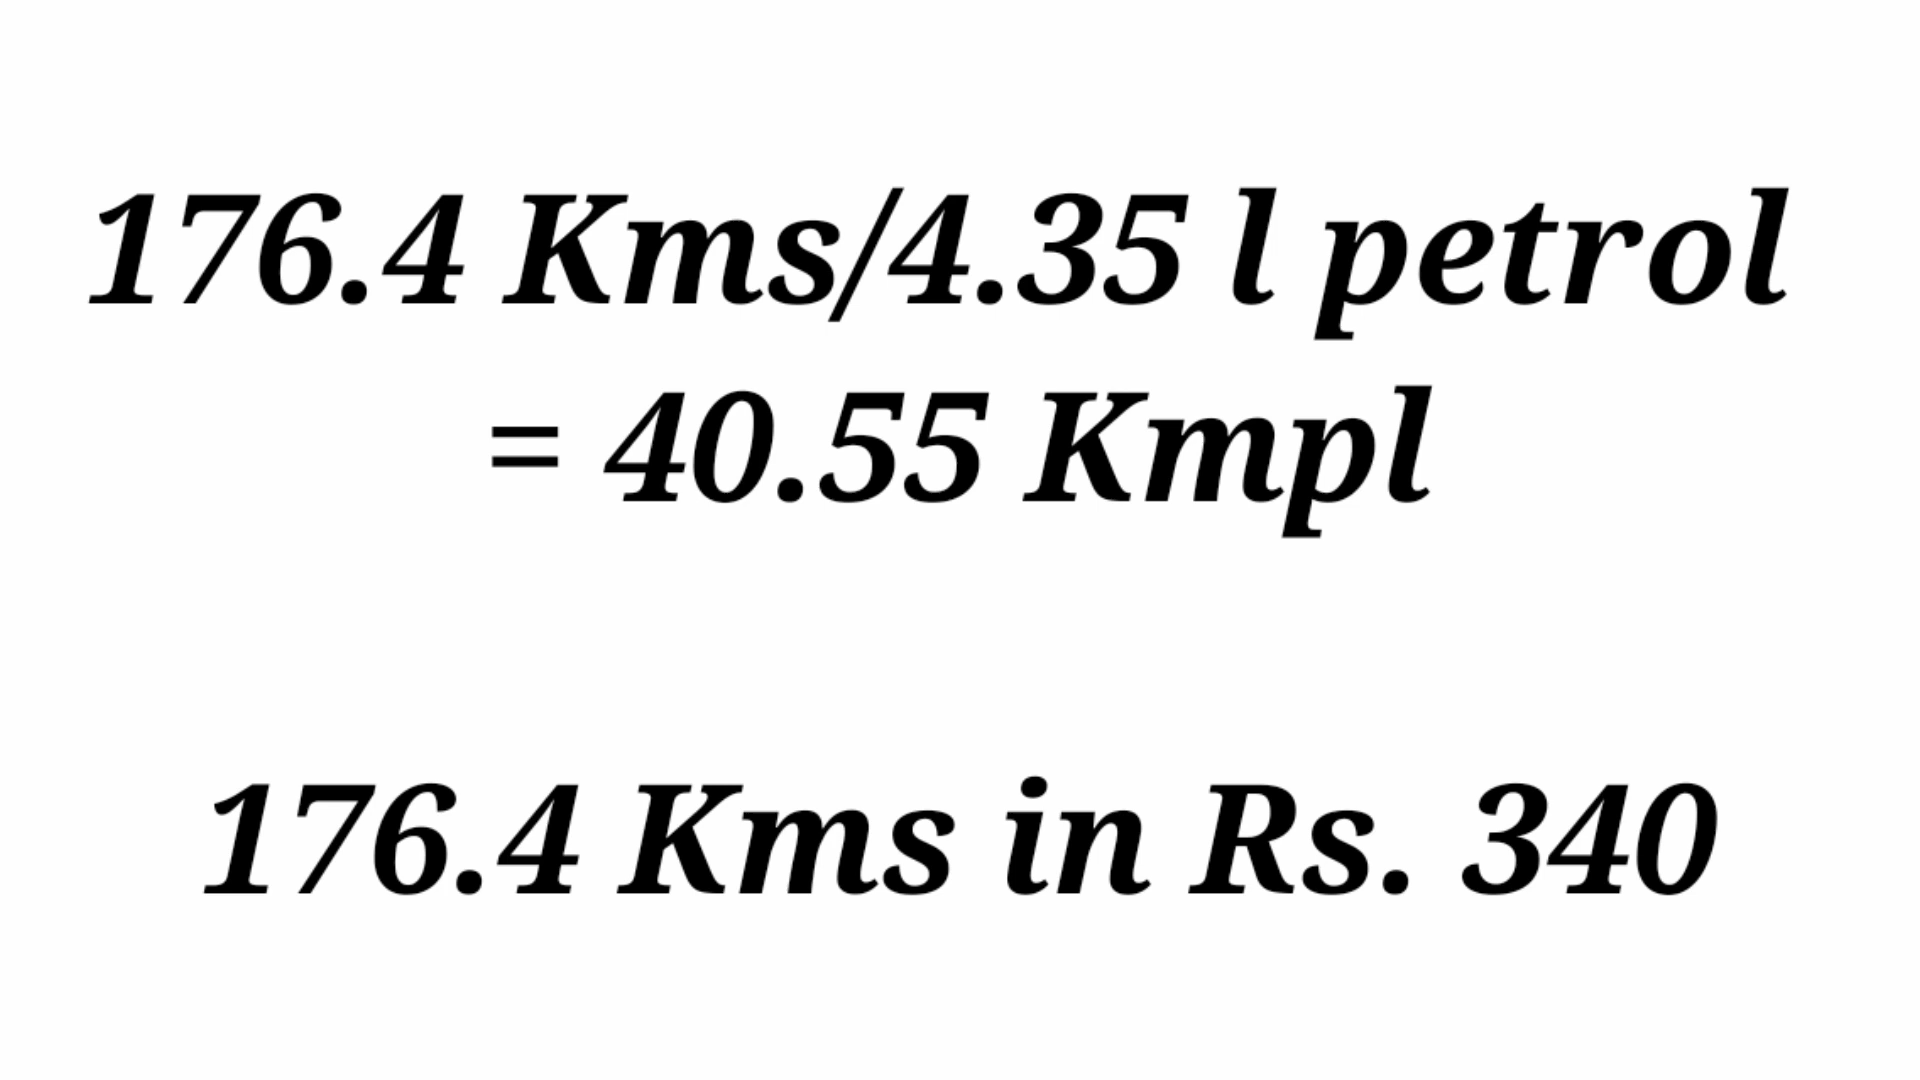 176.4 Kms/4.35 l petrol
= 40.55 Kmpl
176.4 Kms in Rs. 340